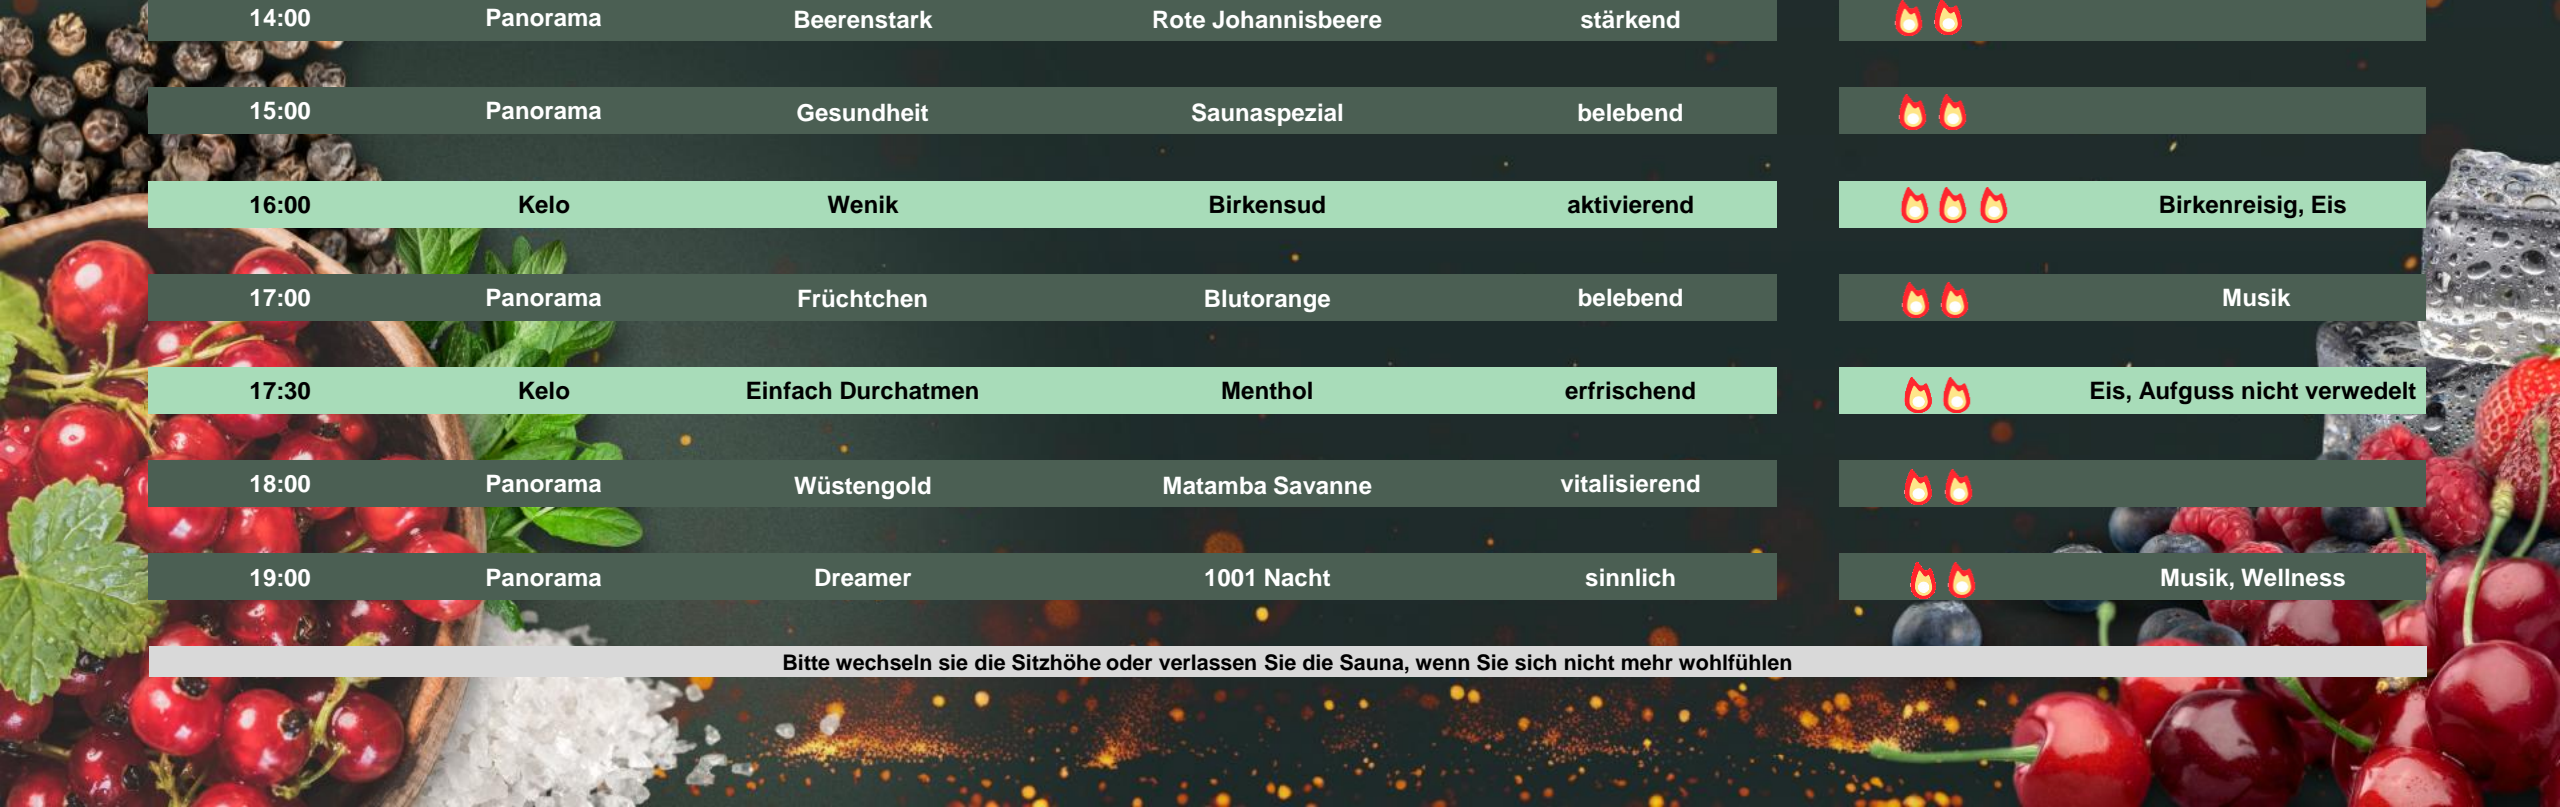 14:00 Panorama Beerenstark Rote Johannisbeere stärkend
15:00 Panorama Gesundheit Saunaspezial belebend
16:00 Kelo Wenik Birkensud aktivierend Birkenreisig, Eis
17:00 Panorama Früchtchen Blutorange belebend Musik
17:30 Kelo Einfach Durchatmen Menthol erfrischend Eis, Aufguss nicht verwedelt
18:00 Panorama Wüstengold Matamba Savanne vitalisierend
19:00 Panorama Dreamer 1001 Nacht sinnlich Musik, Wellness
Bitte wechseln sie die Sitzhöhe oder verlassen Sie die Sauna, wenn Sie sich nicht mehr wohlfühlen